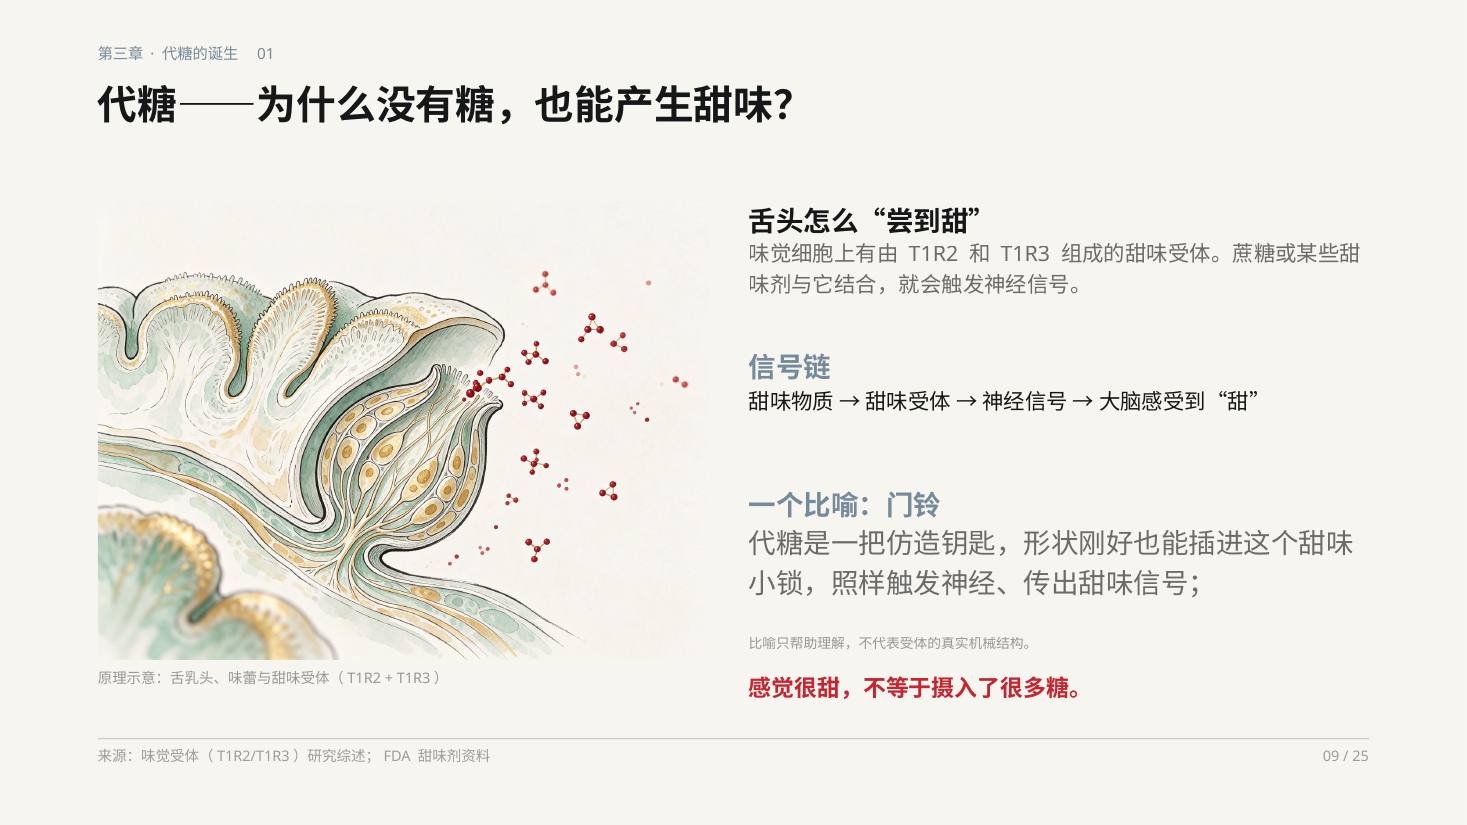 第三章 · 代糖的诞生 01
代糖——为什么没有糖，也能产生甜味？
舌头怎么“尝到甜”
味觉细胞上有由 T1R2 和 T1R3 组成的甜味受体。蔗糖或某些甜
味剂与它结合，就会触发神经信号。
信号链
甜味物质 → 甜味受体 → 神经信号 → 大脑感受到“甜”
一个比喻：门铃
代糖是一把仿造钥匙，形状刚好也能插进这个甜味
小锁，照样触发神经、传出甜味信号；
比喻只帮助理解，不代表受体的真实机械结构。
感觉很甜，不等于摄入了很多糖。
原理示意：舌乳头、味蕾与甜味受体（ T1R2 + T1R3 ）
来源：味觉受体（ T1R2/T1R3 ）研究综述； FDA 甜味剂资料
09 / 25